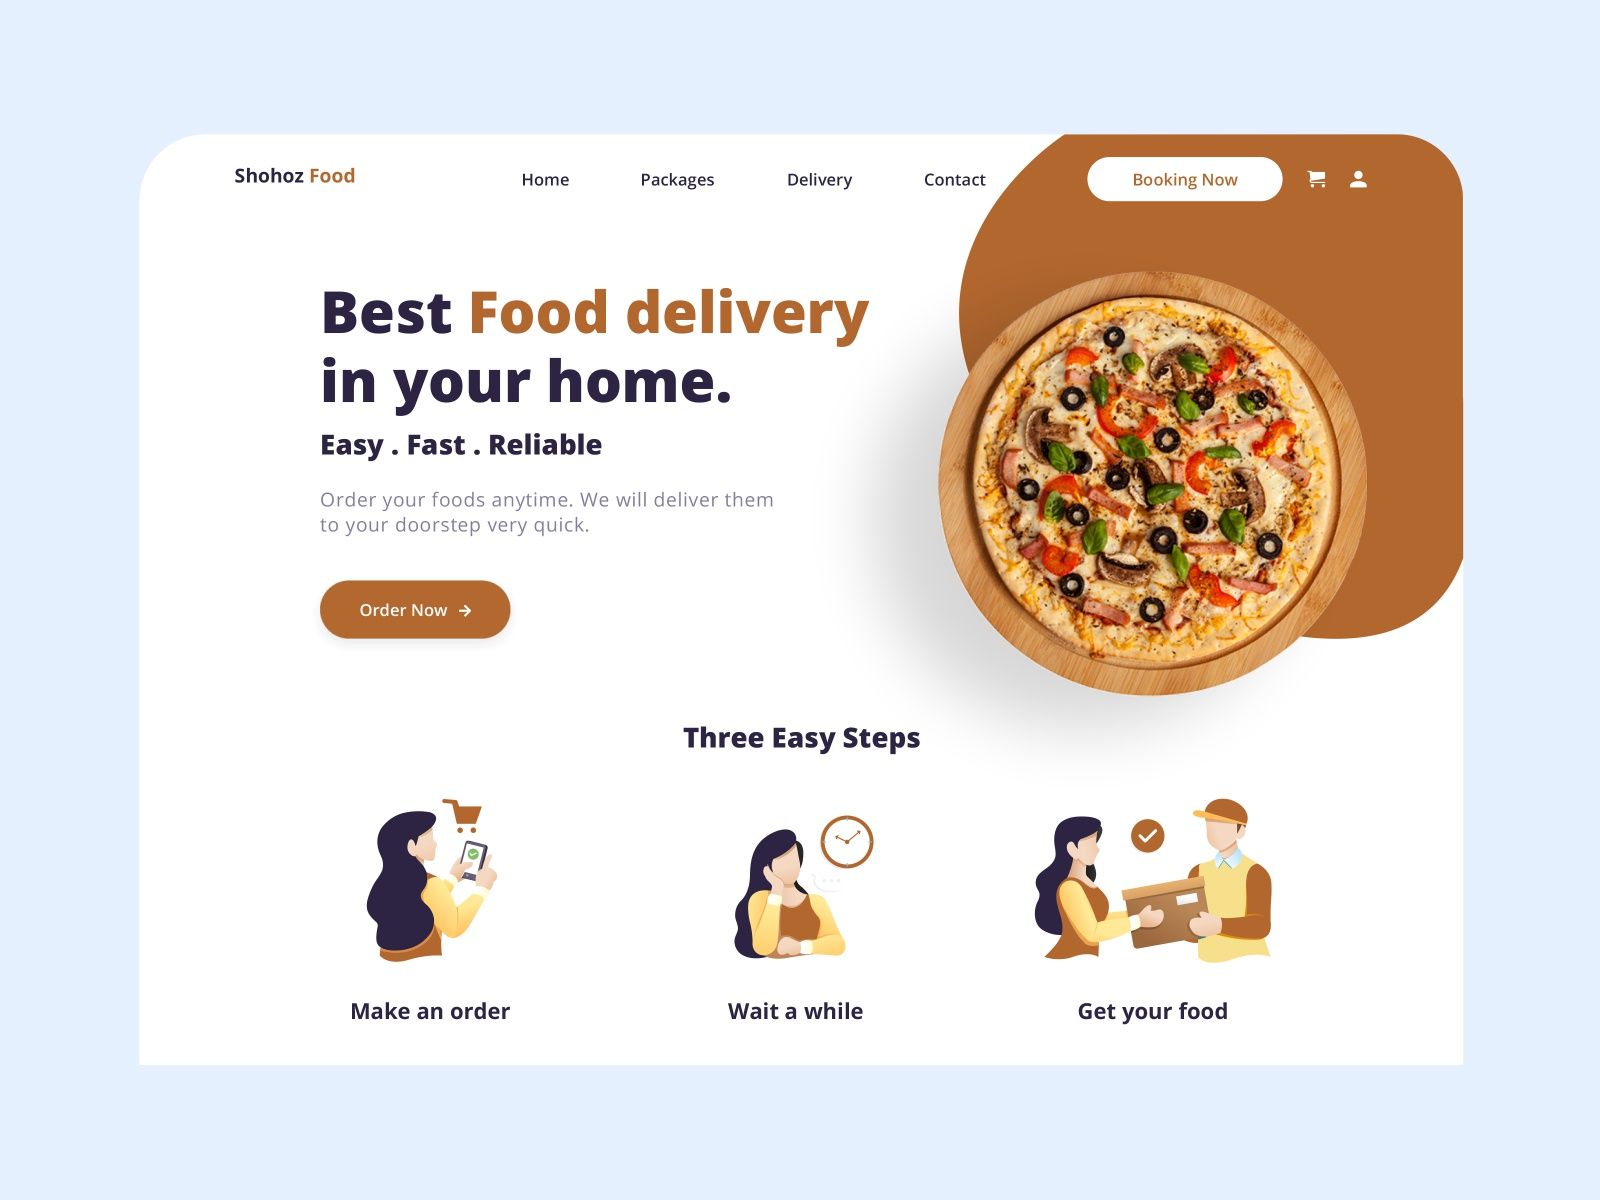 Shohoz Food
Home Packages Delivery Contact Booking Now
Best Food delivery
in your home.
Easy . Fast . Reliable
Order your foods anytime. We will deliver them
to your doorstep very quick.
Order Now
Three Easy Steps
Make an order
Wait a while
Get your food